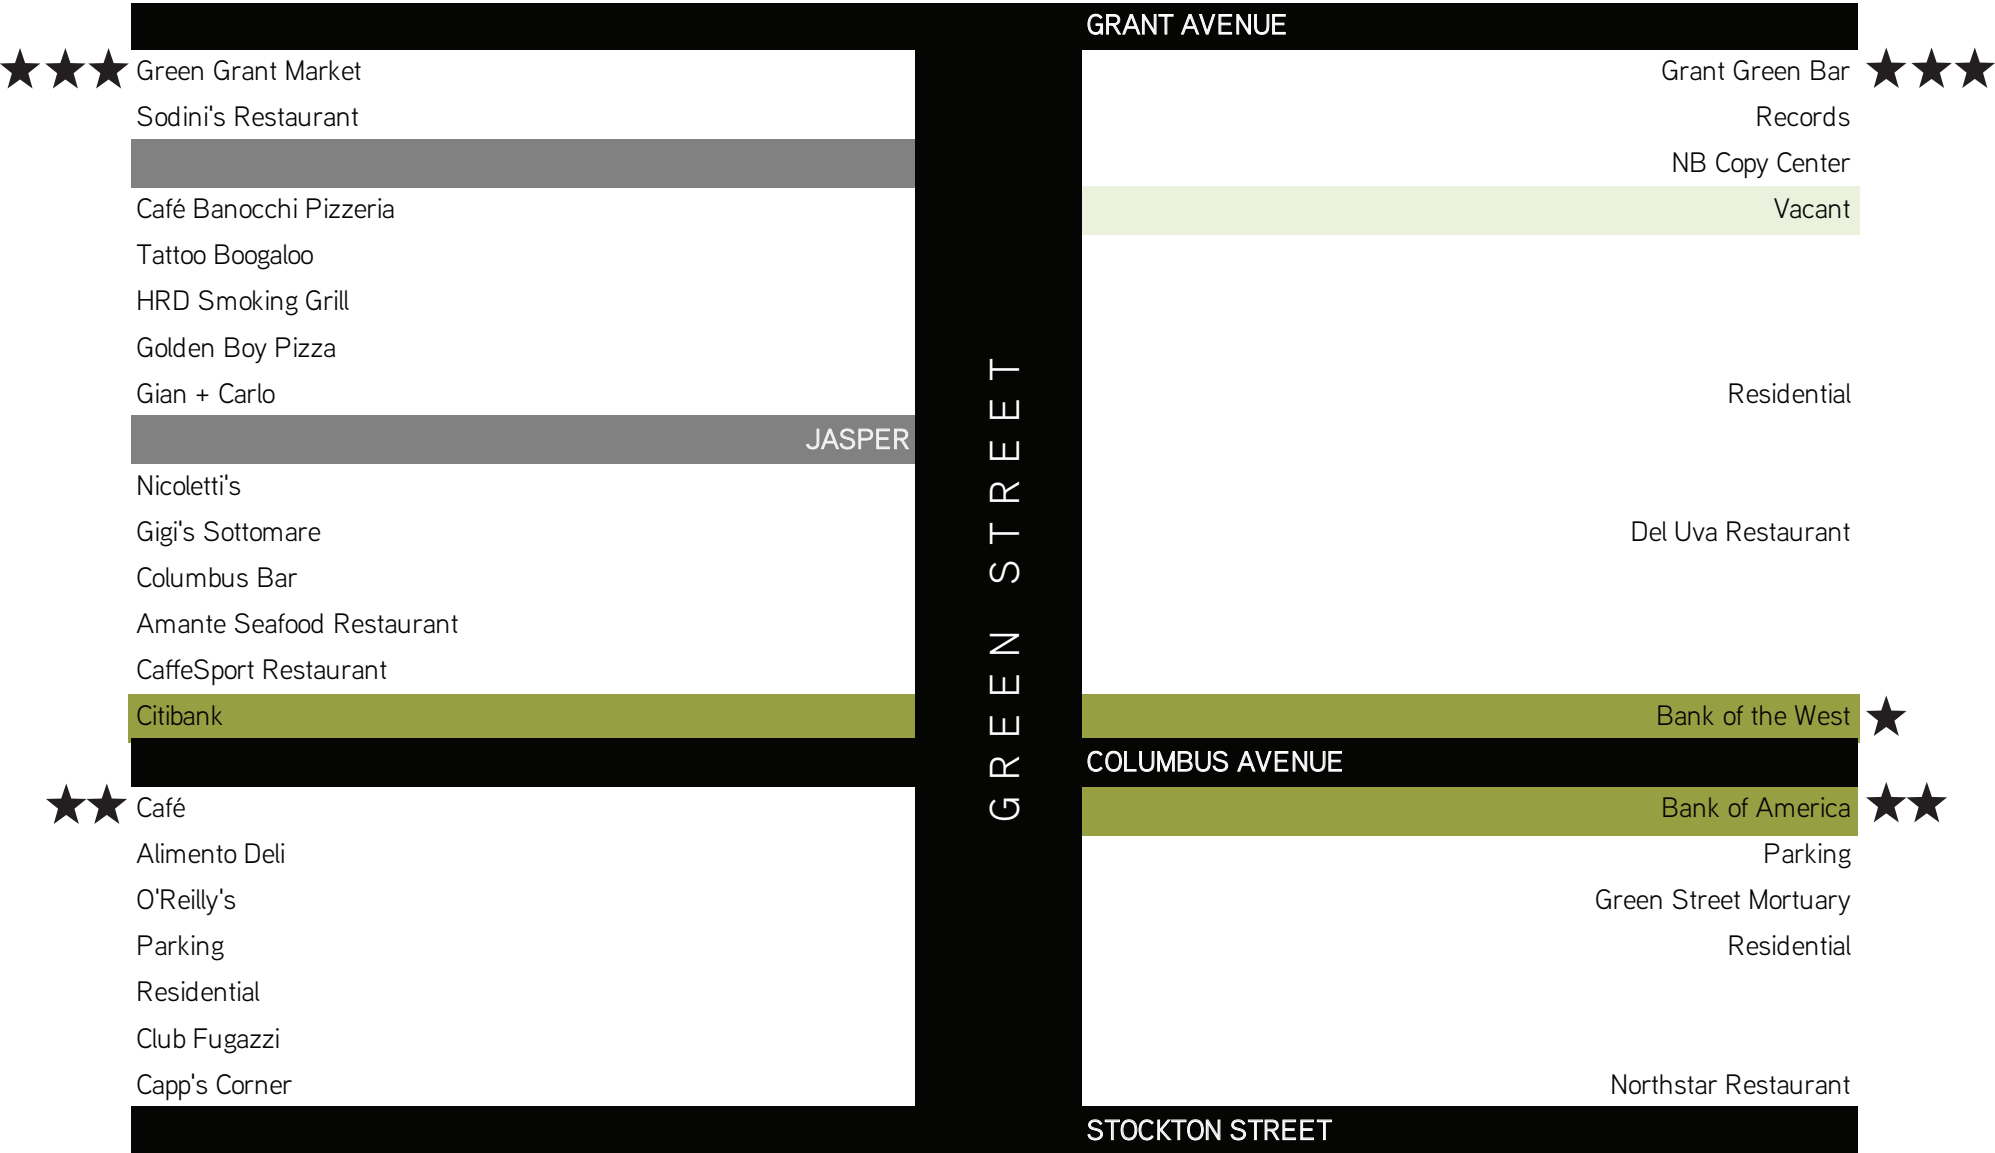 GRANT AVENUE
Green Grant Market
Grant Green Bar
Sodini's Restaurant
Records
NB Copy Center
Café Banocchi Pizzeria
Vacant
Tattoo Boogaloo
HRD Smoking Grill
Golden Boy Pizza
Gian + Carlo
Residential
JASPER
Nicoletti's
Gigi's Sottomare
Del Uva Restaurant
Columbus Bar
Amante Seafood Restaurant
CaffeSport Restaurant
Citibank
Bank of the West
GREEN STREET
COLUMBUS AVENUE
Café
Bank of America
Alimento Deli
Parking
O'Reilly's
Green Street Mortuary
Parking
Residential
Residential
Club Fugazzi
Capp's Corner
Northstar Restaurant
STOCKTON STREET